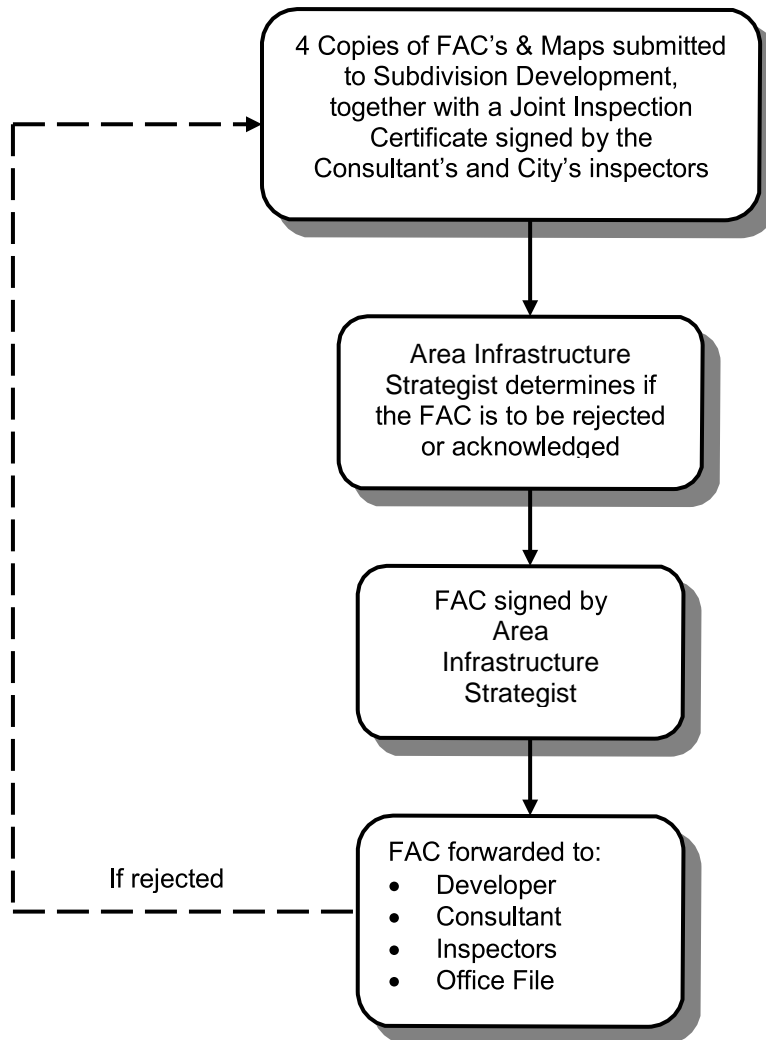 4 Copies of FAC’s & Maps submitted
to Subdivision Development,
together with a Joint Inspection
Certificate signed by the
Consultant’s and City’s inspectors
Area Infrastructure
Strategist determines if
the FAC is to be rejected
or acknowledged
FAC signed by
Area
Infrastructure
Strategist
FAC forwarded to:
• Developer
• Consultant
• Inspectors
• Office File
If rejected